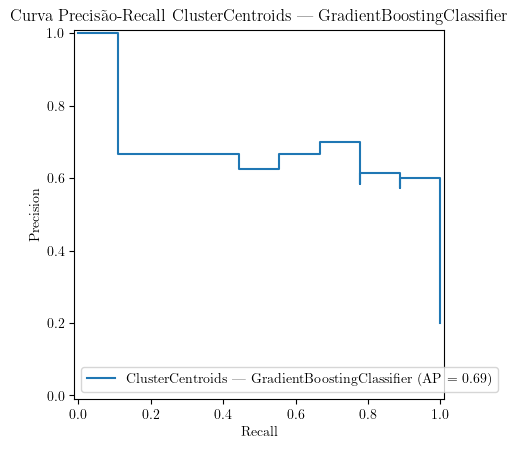 Curva Precisão-Recall ClusterCentroids — GradientBoostingClassifier
1.0
0.8
0.6
0.4
0.2
0.0
Precision
ClusterCentroids — GradientBoostingClassifier (AP = 0.69)
0.0 0.2 0.4 0.6 0.8 1.0
Recall